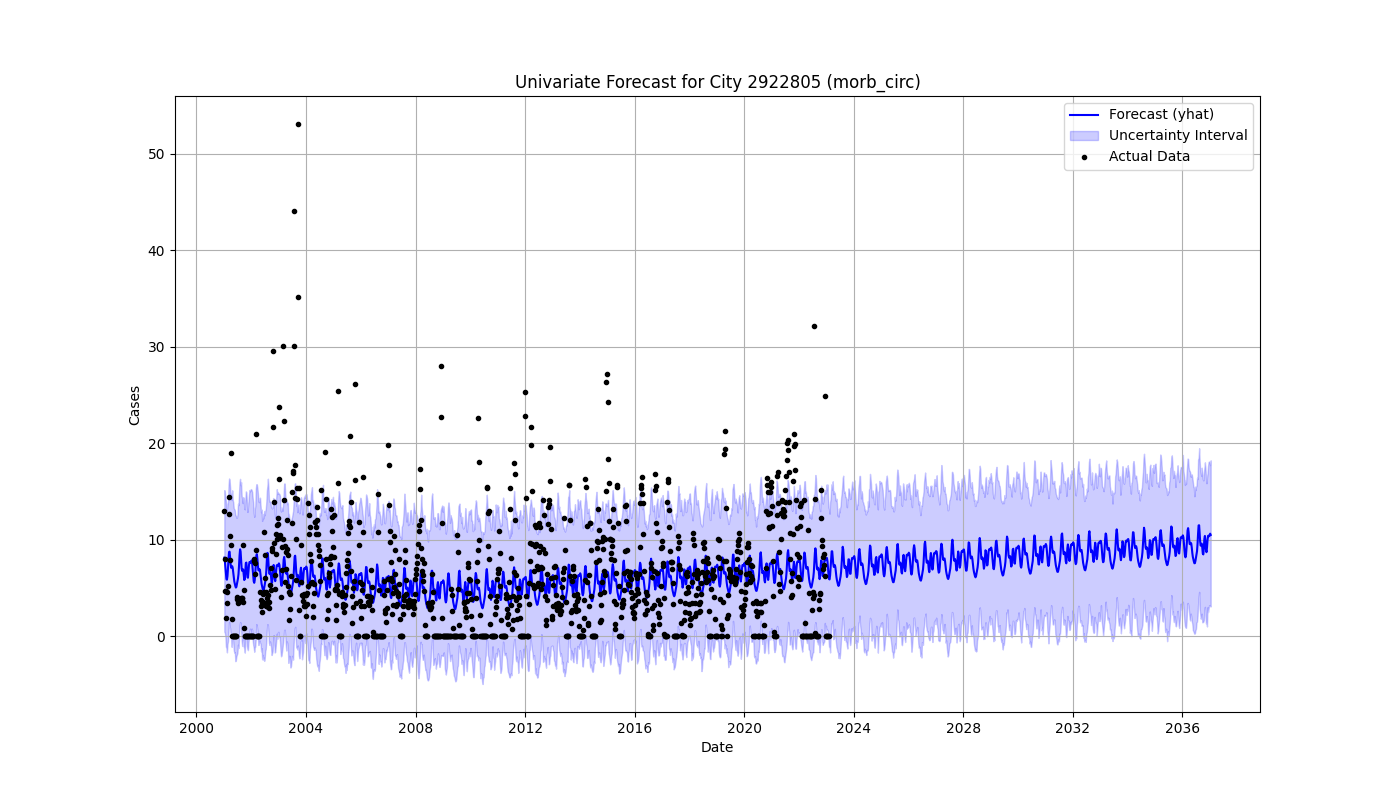 Univariate Forecast for City 2922805 (morb_circ)
Forecast (yhat)
Uncertainty Interval
Actual Data
50
40
30
20
10
0
Cases
2000 2004 2008 2012 2016 2020 2024 2028 2032 2036
Date